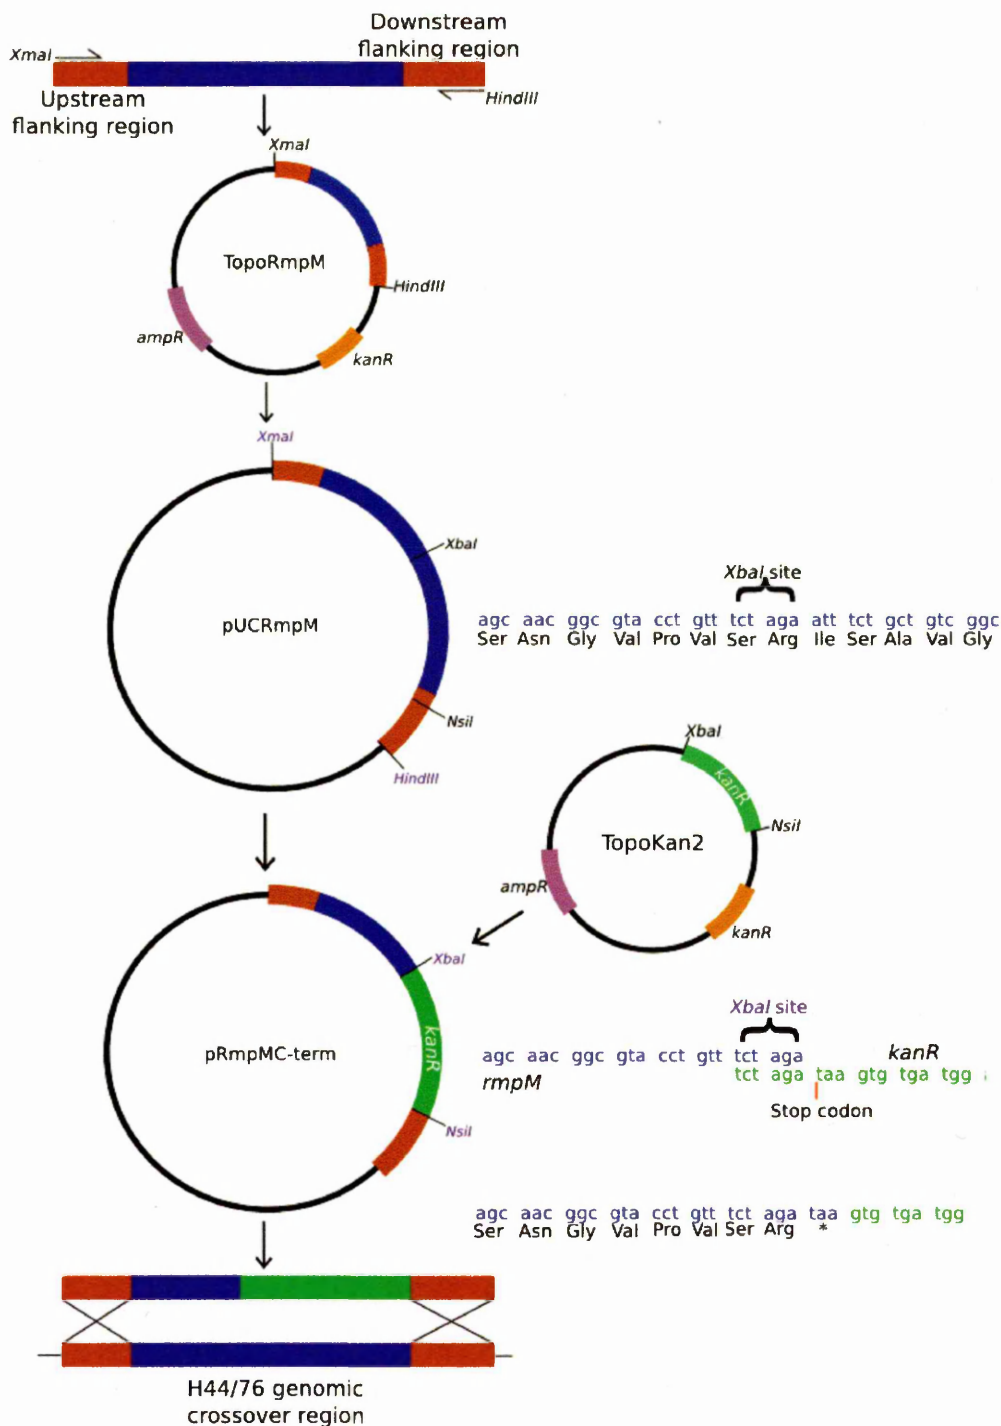 Downstream
flanking region
XmaI
Upstream
flanking region
HindIII
XmaI
TopoRmpM
HindIII
ampR
kanR
XmaI
XbaI
pUCRmpM
NsiI
HindIII
XbaI site
agc aac ggc gta cct gtt tct aga att tct gct gtc ggc
Ser Asn Gly Val Pro Val Ser Arg Ile Ser Ala Val Gly
XbaI
kanR
NsiI
TopoKan2
ampR
kanR
XbaI
kanR
pRmpMC-term
NsiI
XbaI site
agc aac ggc gta cct gtt tct aga
kanR
rmpM
tct aga taa gtg tga tgg
Stop codon
agc aac ggc gta cct gtt tct aga taa gtg tga tgg
Ser Asn Gly Val Pro Val Ser Arg *
H44/76 genomic
crossover region